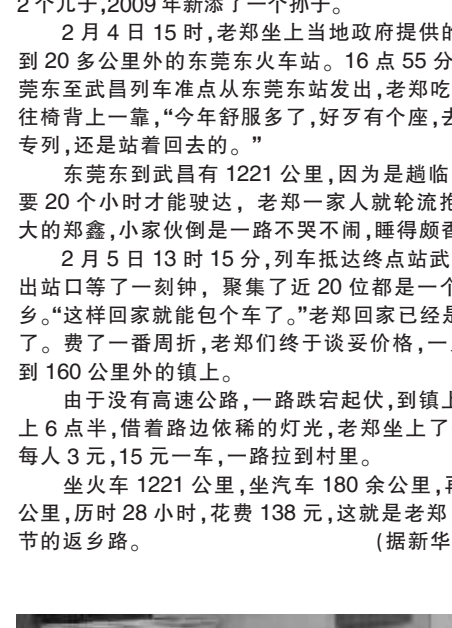 2个儿子,2009年新添了一个孙子。
2月4日15时,老郑坐上当地政府提供的
到20多公里外的东莞东火车站。16点55分
莞东至武昌列车准点从东莞东站发出,老郑吃
往椅背上一靠,“今年舒服多了,好歹有个座,去
专列,还是站着回去的。”
东莞东到武昌有1221公里,因为是趟临
要20个小时才能驶达,老郑一家人就轮流抱
大的郑鑫,小家伙倒是一路不哭不闹,睡得颇香
2月5日13时15分,列车抵达终点站武
出站口等了一刻钟,聚集了近20位都是一个
乡。“这样回家就能包个车了。”老郑回家已经是
了。费了一番周折,老郑们终于谈妥价格,一
到160公里外的镇上。
由于没有高速公路,一路跌宕起伏,到镇上
上6点半,借着路边依稀的灯光,老郑坐上了
每人3元,15元一车,一路拉到村里。
坐火车1221公里,坐汽车180余公里,再
公里,历时28小时,花费138元,这就是老郑
节的返乡路。 (据新华